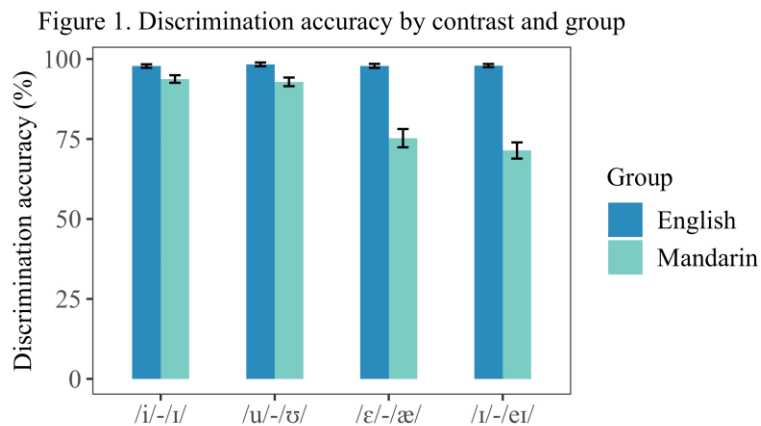 Figure 1. Discrimination accuracy by contrast and group
Discrimination accuracy (%)
100
75
50
25
0
/i/-/ɪ/
/u/-/ʊ/
/ɛ/-/æ/
/ɪ/-/eɪ/
Group
English
Mandarin